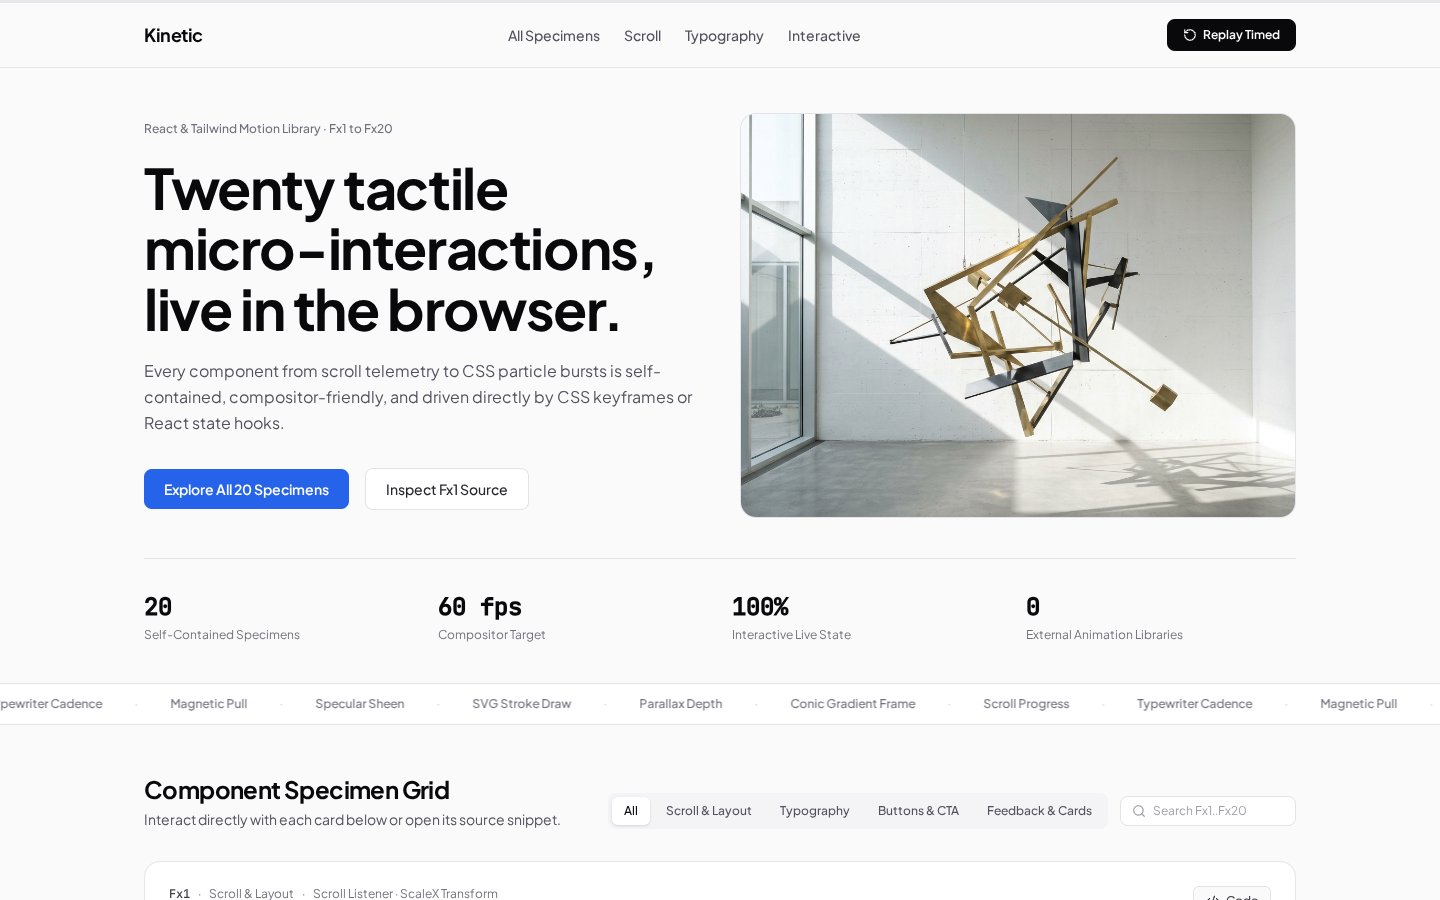 Kinetic
All Specimens
Scroll
Typography
Interactive
Replay Timed
React & Tailwind Motion Library · Fx1 to Fx20
Twenty tactile
micro-interactions,
live in the browser.
Every component from scroll telemetry to CSS particle bursts is self-
contained, compositor-friendly, and driven directly by CSS keyframes or
React state hooks.
Explore All 20 Specimens
Inspect Fx1 Source
20
Self-Contained Specimens
60 fps
Compositor Target
100%
Interactive Live State
0
External Animation Libraries
pewriter Cadence · Magnetic Pull · Specular Sheen · SVG Stroke Draw · Parallax Depth · Conic Gradient Frame · Scroll Progress · Typewriter Cadence · Magnetic Pull ·
Component Specimen Grid
Interact directly with each card below or open its source snippet.
All
Scroll & Layout
Typography
Buttons & CTA
Feedback & Cards
Search Fx1..Fx20
Fx1 · Scroll & Layout · Scroll Listener · ScaleX Transform
Code